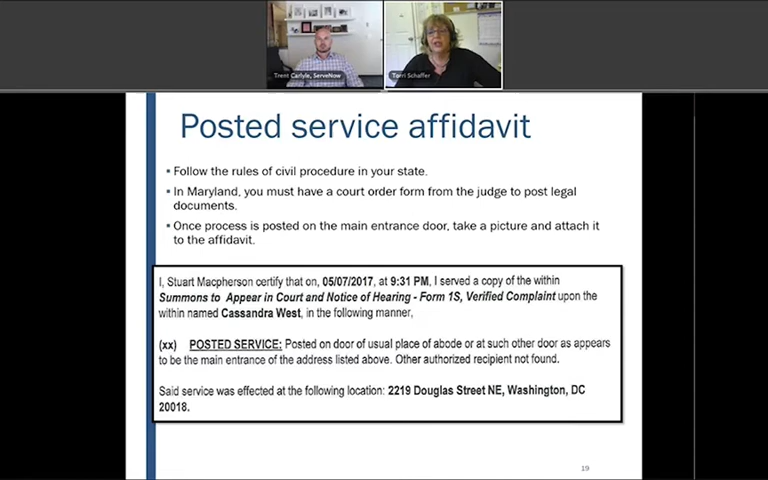 Trent Carlyle, ServeNow
Torri Schaffer
Posted service affidavit
▪ Follow the rules of civil procedure in your state.
▪ In Maryland, you must have a court order form from the judge to post legal
documents.
▪ Once process is posted on the main entrance door, take a picture and attach it
to the affidavit.
I, Stuart Macpherson certify that on, 05/07/2017, at 9:31 PM, I served a copy of the within
Summons to Appear in Court and Notice of Hearing - Form 1S, Verified Complaint upon the
within named Cassandra West, in the following manner,
(xx) POSTED SERVICE: Posted on door of usual place of abode or at such other door as appears
to be the main entrance of the address listed above. Other authorized recipient not found.
Said service was effected at the following location: 2219 Douglas Street NE, Washington, DC
20018.
19